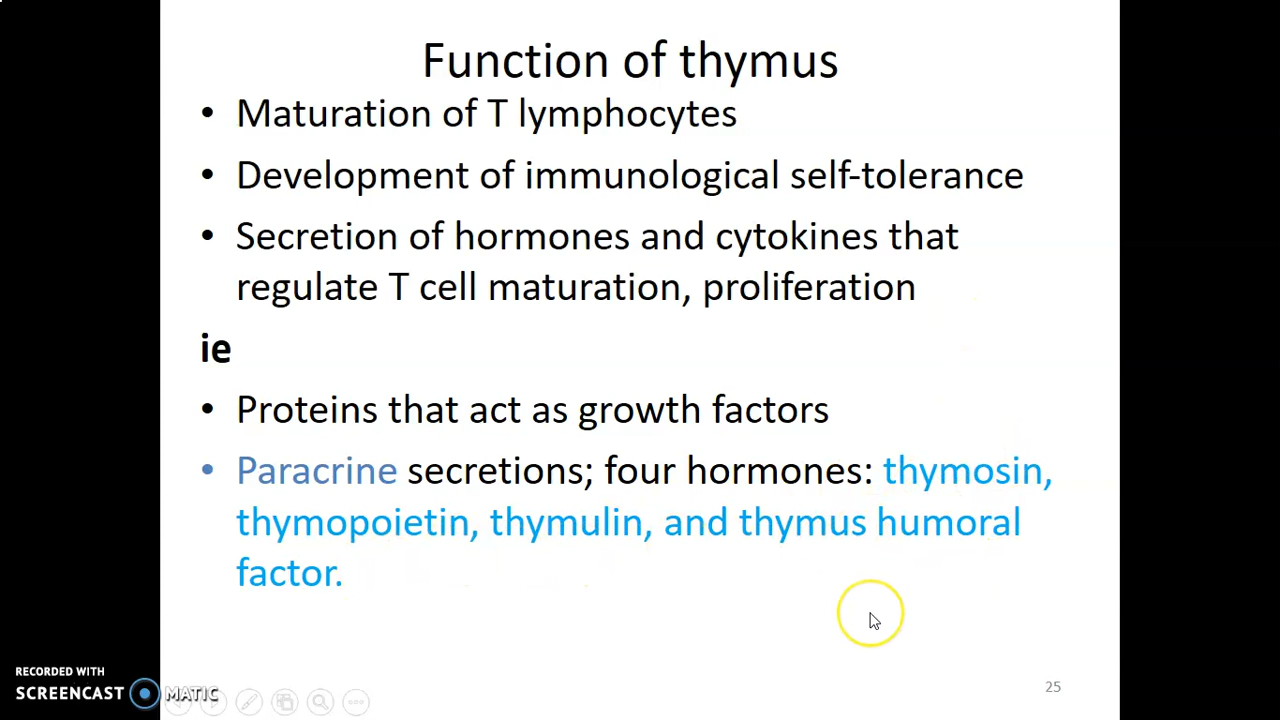 Function of thymus
• Maturation of T lymphocytes
• Development of immunological self-tolerance
• Secretion of hormones and cytokines that
regulate T cell maturation, proliferation
ie
• Proteins that act as growth factors
• Paracrine secretions; four hormones: thymosin,
thymopoietin, thymulin, and thymus humoral
factor.
RECORDED WITH
SCREENCAST MATIC
25